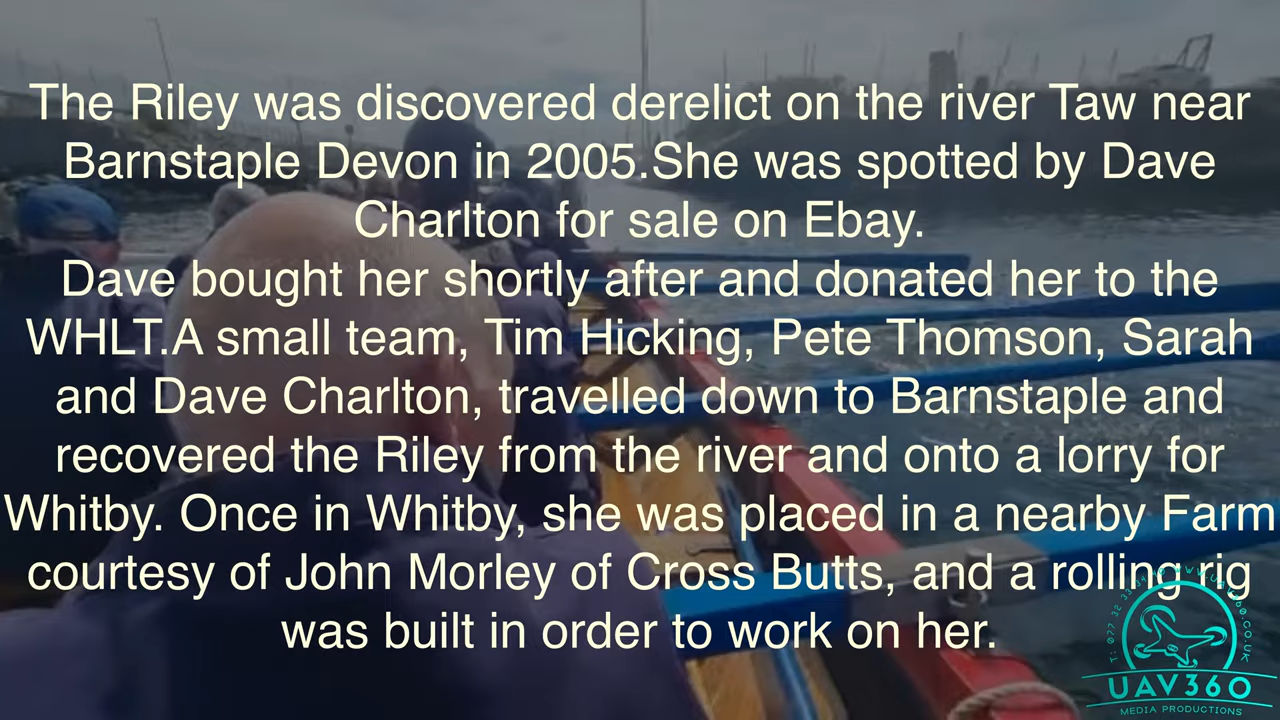 The Riley was discovered derelict on the river Taw near
Barnstaple Devon in 2005.She was spotted by Dave
Charlton for sale on Ebay.
Dave bought her shortly after and donated her to the
WHLT.A small team, Tim Hicking, Pete Thomson, Sarah
and Dave Charlton, travelled down to Barnstaple and
recovered the Riley from the river and onto a lorry for
Whitby. Once in Whitby, she was placed in a nearby Farm
courtesy of John Morley of Cross Butts, and a rolling rig
was built in order to work on her.
UAV360
MEDIA PRODUCTIONS